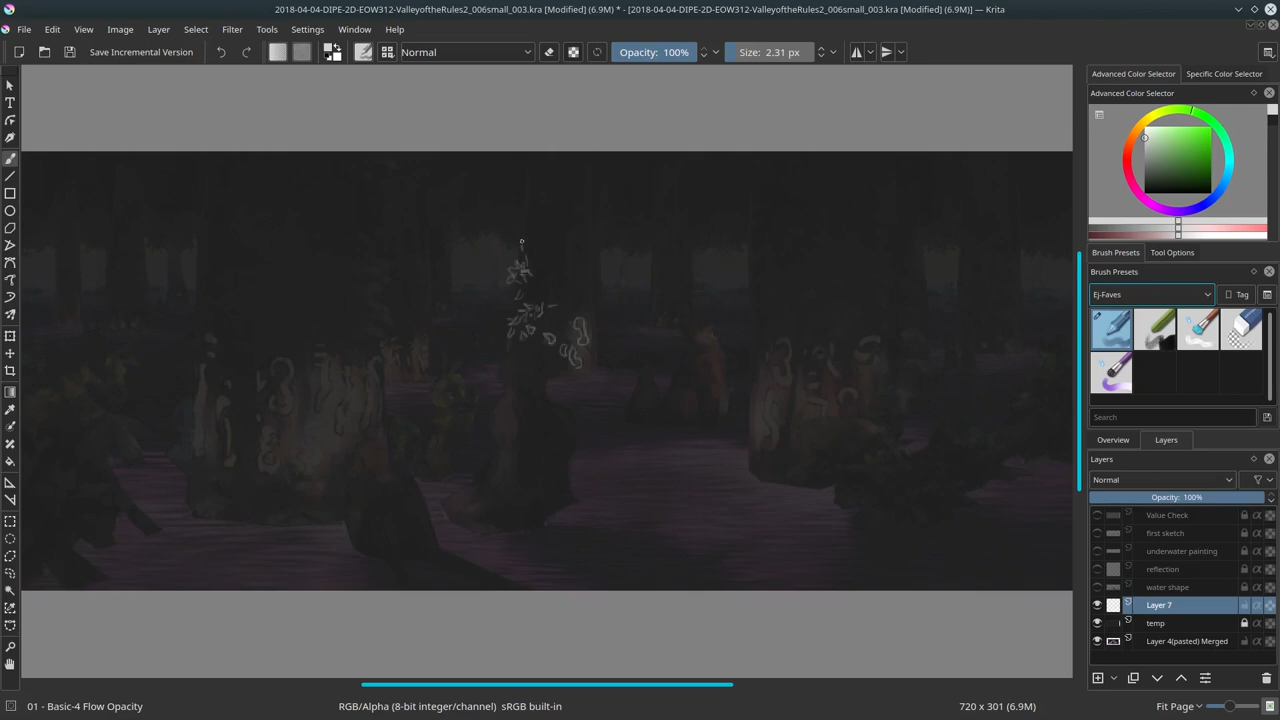 2018-04-04-DIPE-2D-EOW312-ValleyoftheRules2_006small_003.kra [Modified] (6.9M) * - [2018-04-04-DIPE-2D-EOW312-ValleyoftheRules2_006small_003.kra [Modified] (6.9M)] — Krita
File Edit View Image Layer Select Filter Tools Settings Window Help
Save Incremental Version Normal Opacity: 100% Size: 2.31 px
Advanced Color Selector Specific Color Selector
Advanced Color Selector
Brush Presets Tool Options
Brush Presets
Ej-Faves Tag
Search
Overview Layers
Layers
Normal
Opacity: 100%
Value Check
first sketch
underwater painting
reflection
water shape
Layer 7
temp
Layer 4(pasted) Merged
01 - Basic-4 Flow Opacity RGB/Alpha (8-bit integer/channel) sRGB built-in 720 x 301 (6.9M) Fit Page